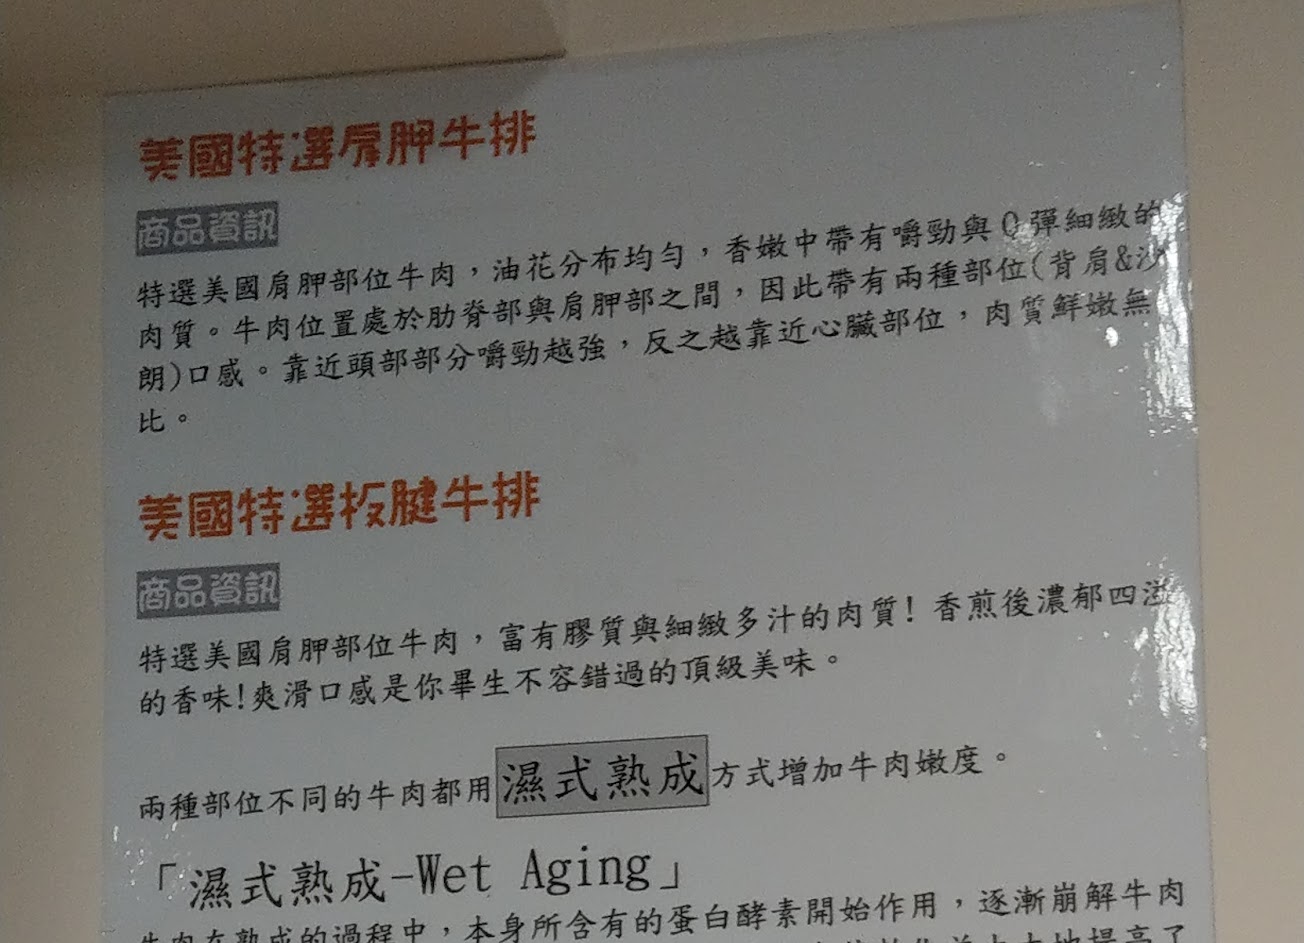 美國特選肩胛牛排
商品資訊
特選美國肩胛部位牛肉，油花分布均勻，香嫩中帶有嚼勁與Q彈細緻的
肉質。牛肉位置處於肋脊部與肩胛部之間，因此帶有兩種部位(背肩&沙
朗)口感。靠近頭部部分嚼勁越強，反之越靠近心臟部位，肉質鮮嫩無
比。
美國特選板腱牛排
商品資訊
特選美國肩胛部位牛肉，富有膠質與細緻多汁的肉質!香煎後濃郁四溢
的香味!爽滑口感是你畢生不容錯過的頂級美味。
兩種部位不同的牛肉都用濕式熟成方式增加牛肉嫩度。
「濕式熟成-Wet Aging」
牛肉在熟成的過程中，本身所含有的蛋白酵素開始作用，逐漸崩解牛肉